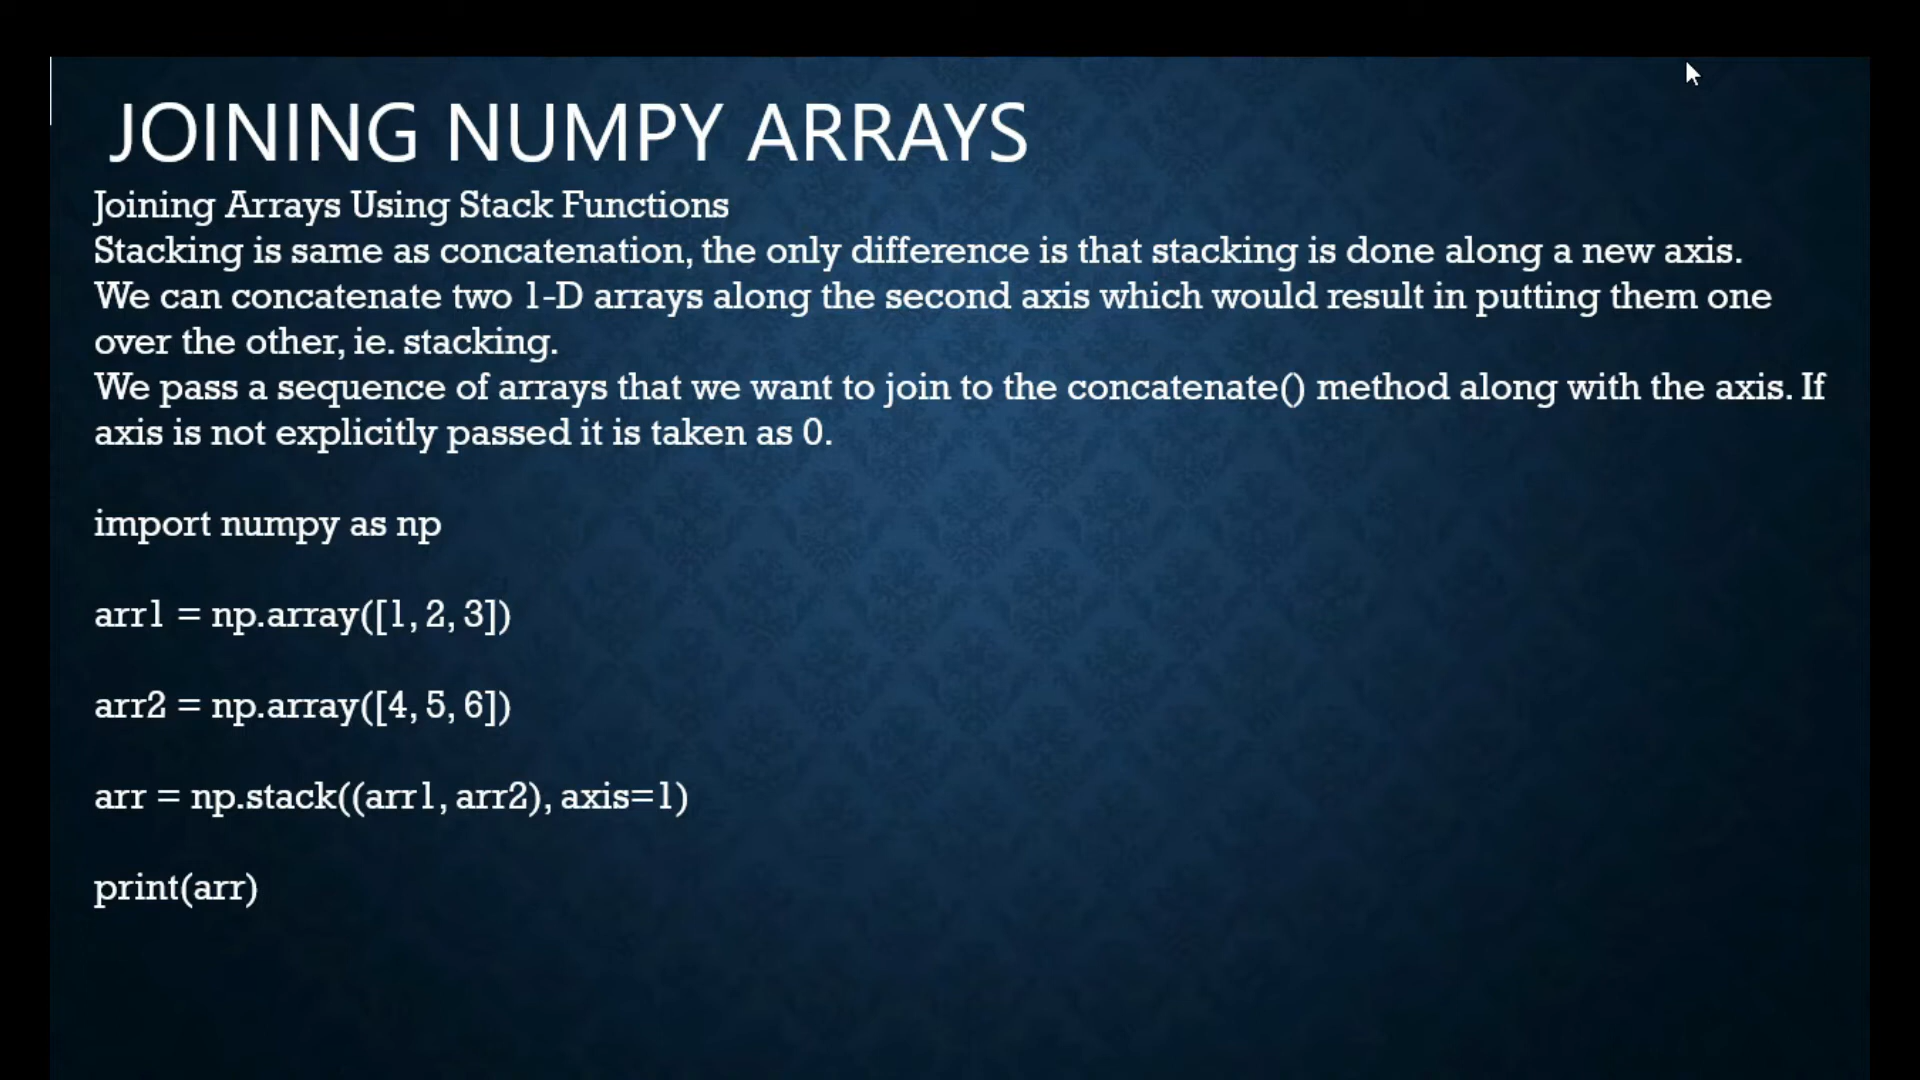 JOINING NUMPY ARRAYS
Joining Arrays Using Stack Functions
Stacking is same as concatenation, the only difference is that stacking is done along a new axis.
We can concatenate two 1-D arrays along the second axis which would result in putting them one
over the other, ie. stacking.
We pass a sequence of arrays that we want to join to the concatenate() method along with the axis. If
axis is not explicitly passed it is taken as 0.
import numpy as np
arr1 = np.array([1, 2, 3])
arr2 = np.array([4, 5, 6])
arr = np.stack((arr1, arr2), axis=1)
print(arr)